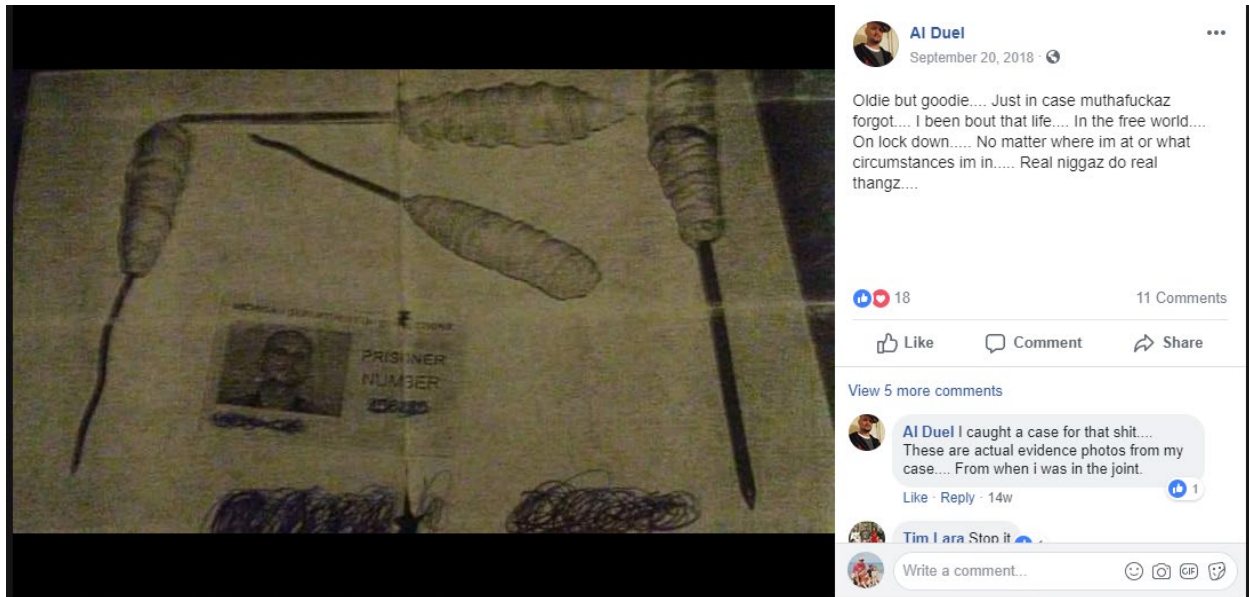 Al Duel
September 20, 2018
Oldie but goodie.... Just in case muthafuckaz
forgot.... I been bout that life.... In the free world....
On lock down..... No matter where im at or what
circumstances im in..... Real niggaz do real
thangz....
18
11 Comments
Like
Comment
Share
View 5 more comments
Al Duel I caught a case for that shit....
These are actual evidence photos from my
case.... From when i was in the joint.
Like · Reply · 14w
1
Tim Lara Stop it
Write a comment...
GIF
PRISONER
NUMBER